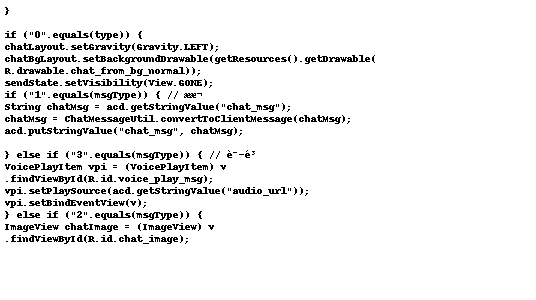 }
if ("0".equals(type)) {
chatLayout.setGravity(Gravity.LEFT);
chatBgLayout.setBackgroundDrawable(getResources().getDrawable(
R.drawable.chat_from_bg_normal));
sendState.setVisibility(View.GONE);
if ("1".equals(msgType)) { // ææ¬
String chatMsg = acd.getStringValue("chat_msg");
chatMsg = ChatMessageUtil.convertToClientMessage(chatMsg);
acd.putStringValue("chat_msg", chatMsg);
} else if ("3".equals(msgType)) { // è¯­é³
VoicePlayItem vpi = (VoicePlayItem) v
.findViewById(R.id.voice_play_msg);
vpi.setPlaySource(acd.getStringValue("audio_url"));
vpi.setBindEventView(v);
} else if ("2".equals(msgType)) {
ImageView chatImage = (ImageView) v
.findViewById(R.id.chat_image);